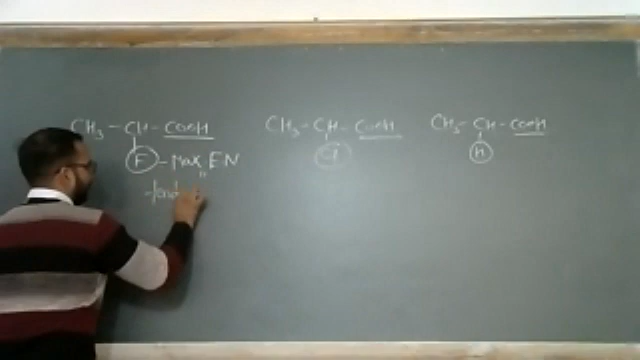 CH3 - CH - COOH
F - Max EN
"
CH3 - CH - COOH
Cl
CH3 - CH - COOH
H